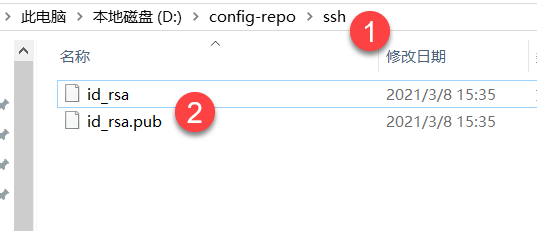 此电脑 > 本地磁盘 (D:) > config-repo > ssh
1
名称 修改日期
id_rsa 2021/3/8 15:35
id_rsa.pub 2 2021/3/8 15:35